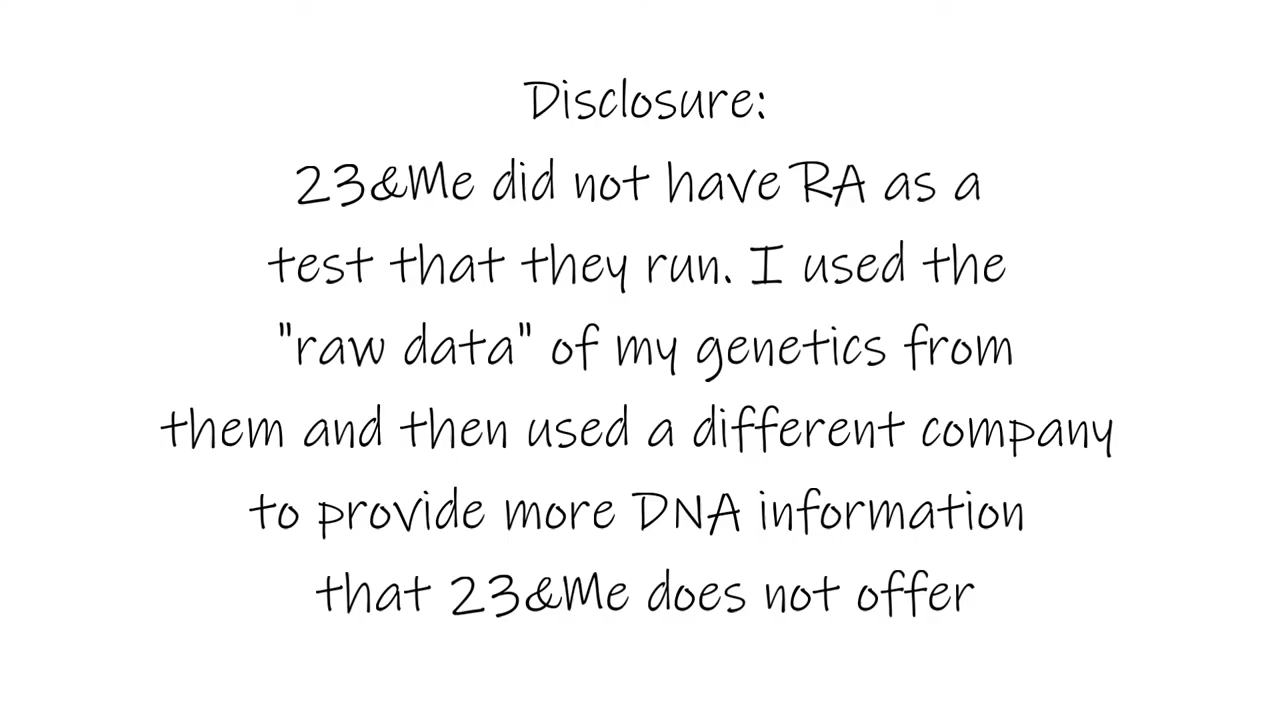 Disclosure:
23&Me did not have RA as a
test that they run. I used the
"raw data" of my genetics from
them and then used a different company
to provide more DNA information
that 23&Me does not offer